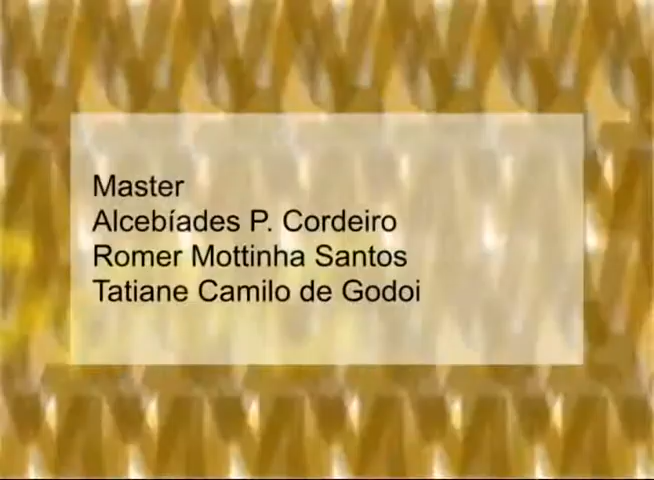 Master
Alcebíades P. Cordeiro
Romer Mottinha Santos
Tatiane Camilo de Godoi